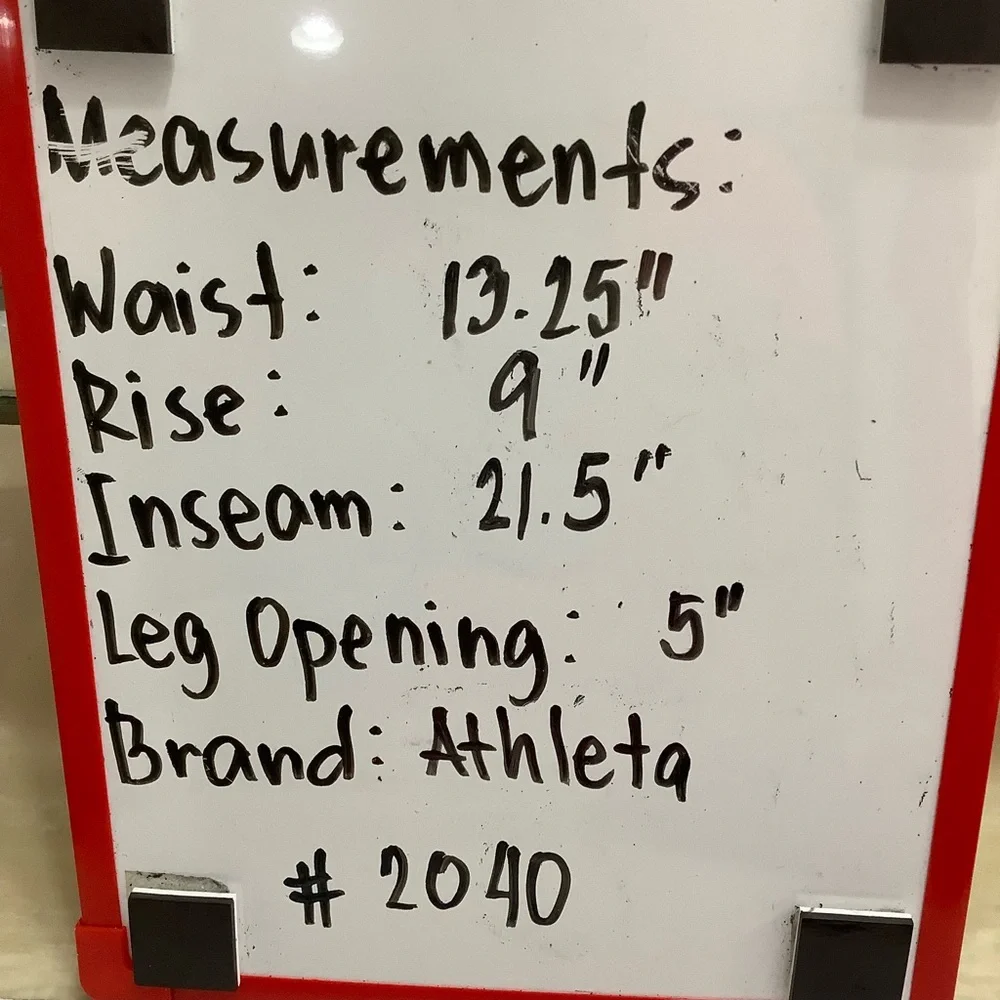 Measurements:
Waist: 13.25"
Rise: 9"
Inseam: 21.5"
Leg Opening: 5"
Brand: Athleta
# 2040